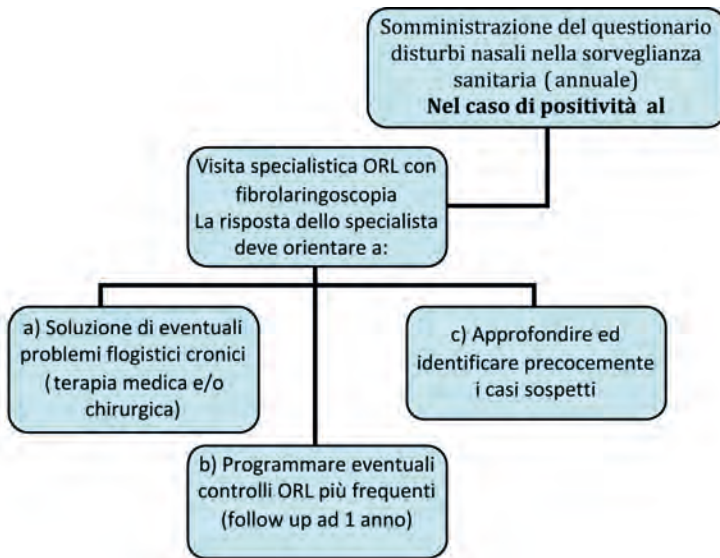 Somministrazione del questionario
disturbi nasali nella sorveglianza
sanitaria (annuale)
Nel caso di positività al
Visita specialistica ORL con
fibrolaringoscopia
La risposta dello specialista
deve orientare a:
a) Soluzione di eventuali
problemi flogistici cronici
(terapia medica e/o
chirurgica)
c) Approfondire ed
identificare precocemente
i casi sospetti
b) Programmare eventuali
controlli ORL più frequenti
(follow up ad 1 anno)